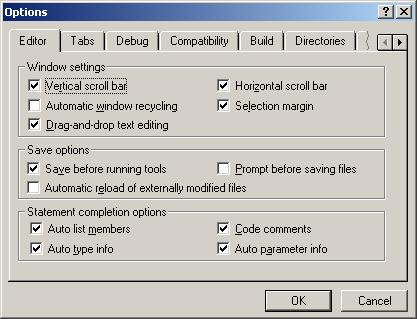 Options
Editor Tabs Debug Compatibility Build Directories
Window settings
Vertical scroll bar Horizontal scroll bar
Automatic window recycling Selection margin
Drag-and-drop text editing
Save options
Save before running tools Prompt before saving files
Automatic reload of externally modified files
Statement completion options
Auto list members Code comments
Auto type info Auto parameter info
OK Cancel